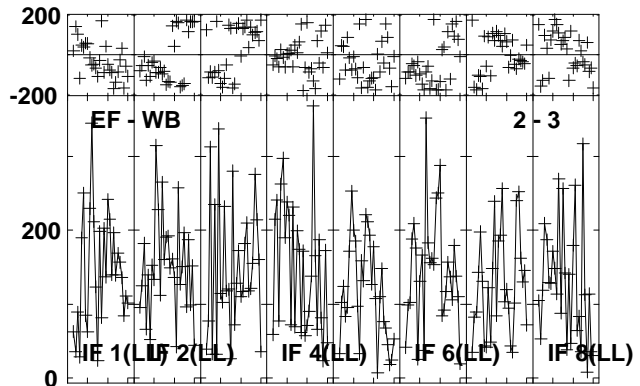 200
-200
EF - WB 2 - 3
200
0
IF 1(LL) IF 2(LL) IF 4(LL) IF 6(LL) IF 8(LL)